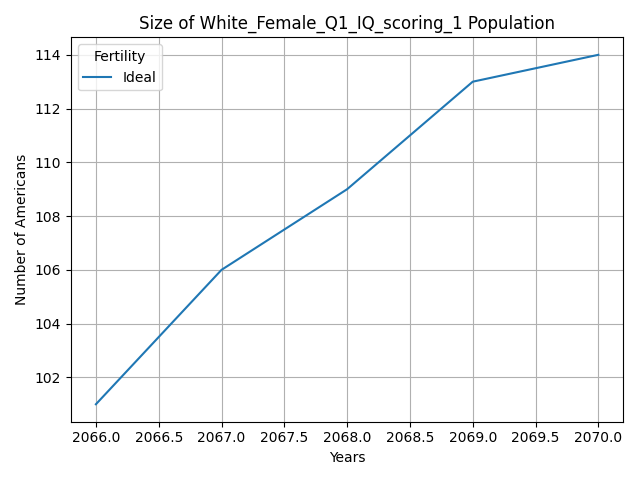 Size of White_Female_Q1_IQ_scoring_1 Population
Fertility
Ideal
114
112
110
108
106
104
102
Number of Americans
2066.0 2066.5 2067.0 2067.5 2068.0 2068.5 2069.0 2069.5 2070.0
Years